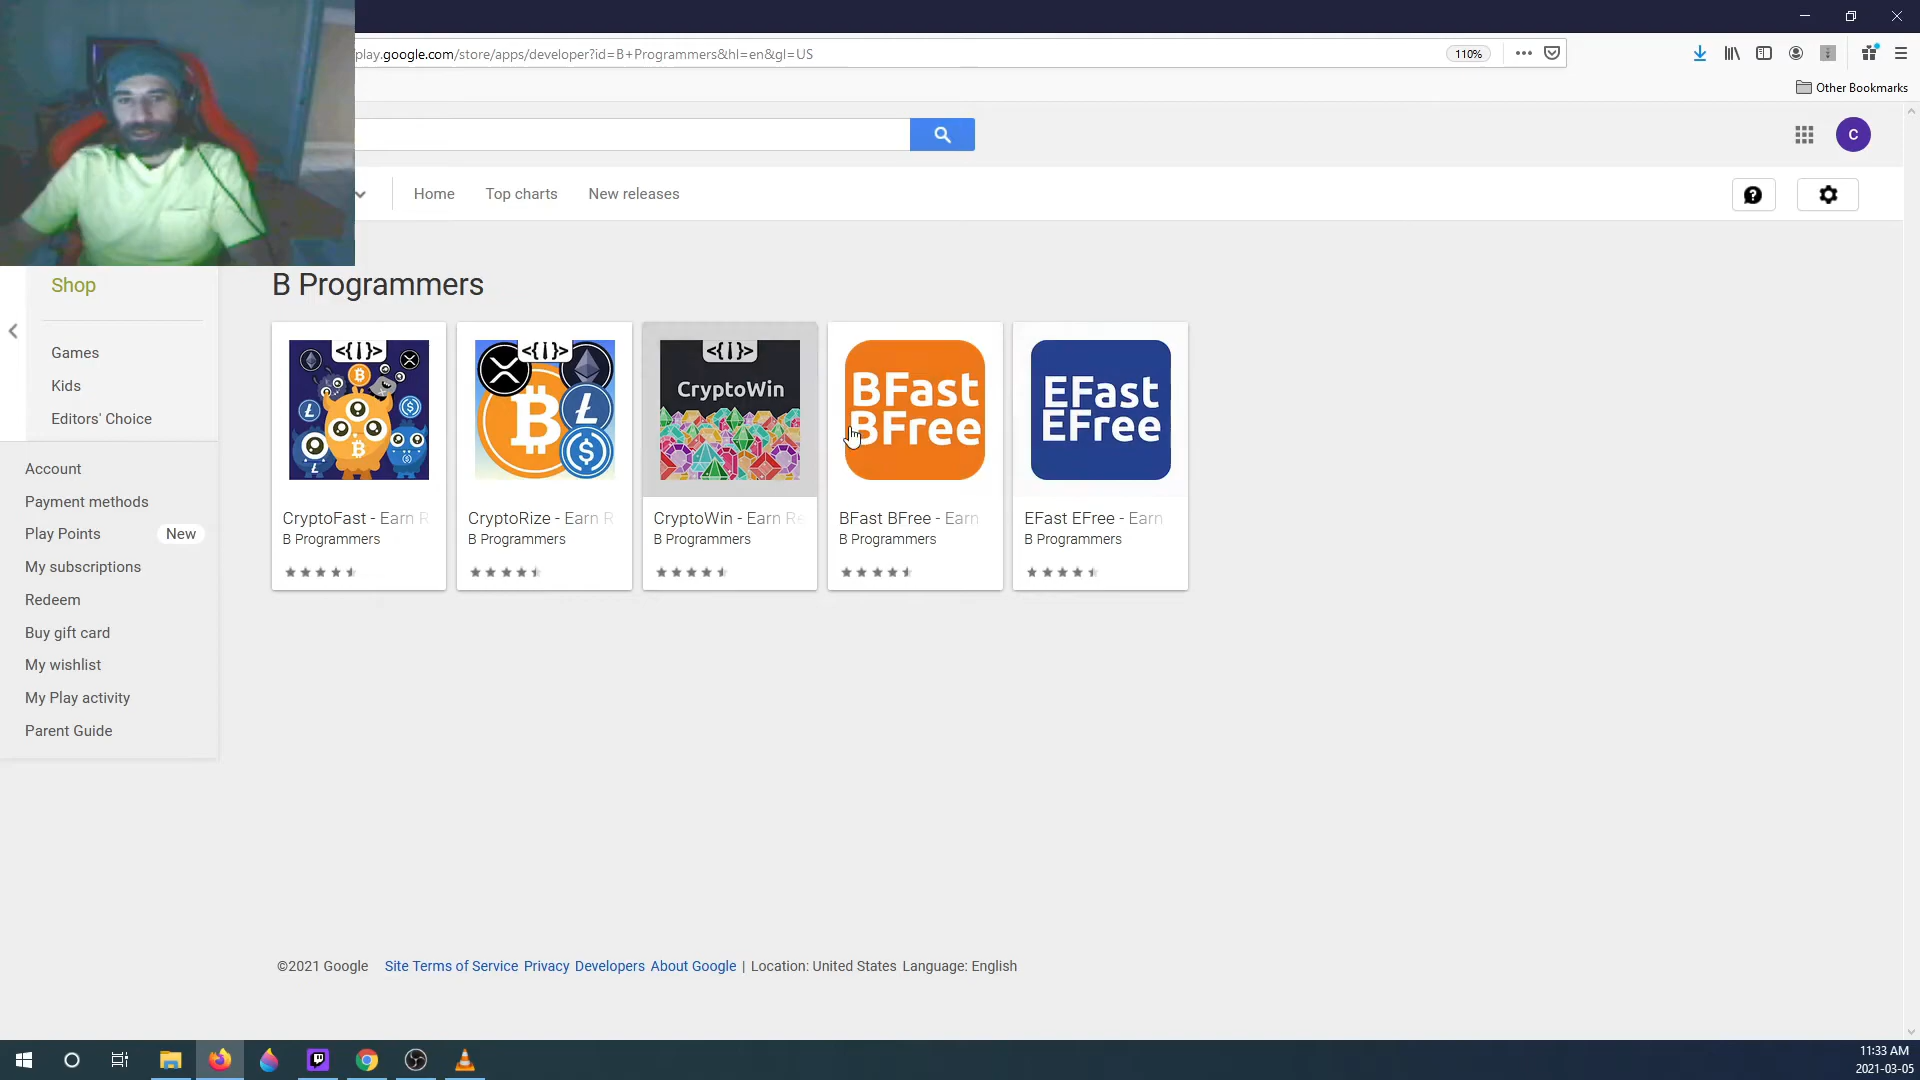 play.google.com/store/apps/developer?id=B+Programmers&hl=en&gl=US
110%
Other Bookmarks
C
Home
Top charts
New releases
Shop
Games
Kids
Editors' Choice
Account
Payment methods
Play Points New
My subscriptions
Redeem
Buy gift card
My wishlist
My Play activity
Parent Guide
B Programmers
CryptoWin
BFast
BFree
EFast
EFree
CryptoFast - Earn R
B Programmers
CryptoRize - Earn R
B Programmers
CryptoWin - Earn Re
B Programmers
BFast BFree - Earn
B Programmers
EFast EFree - Earn
B Programmers
©2021 Google Site Terms of Service Privacy Developers About Google | Location: United States Language: English
11:33 AM
2021-03-05